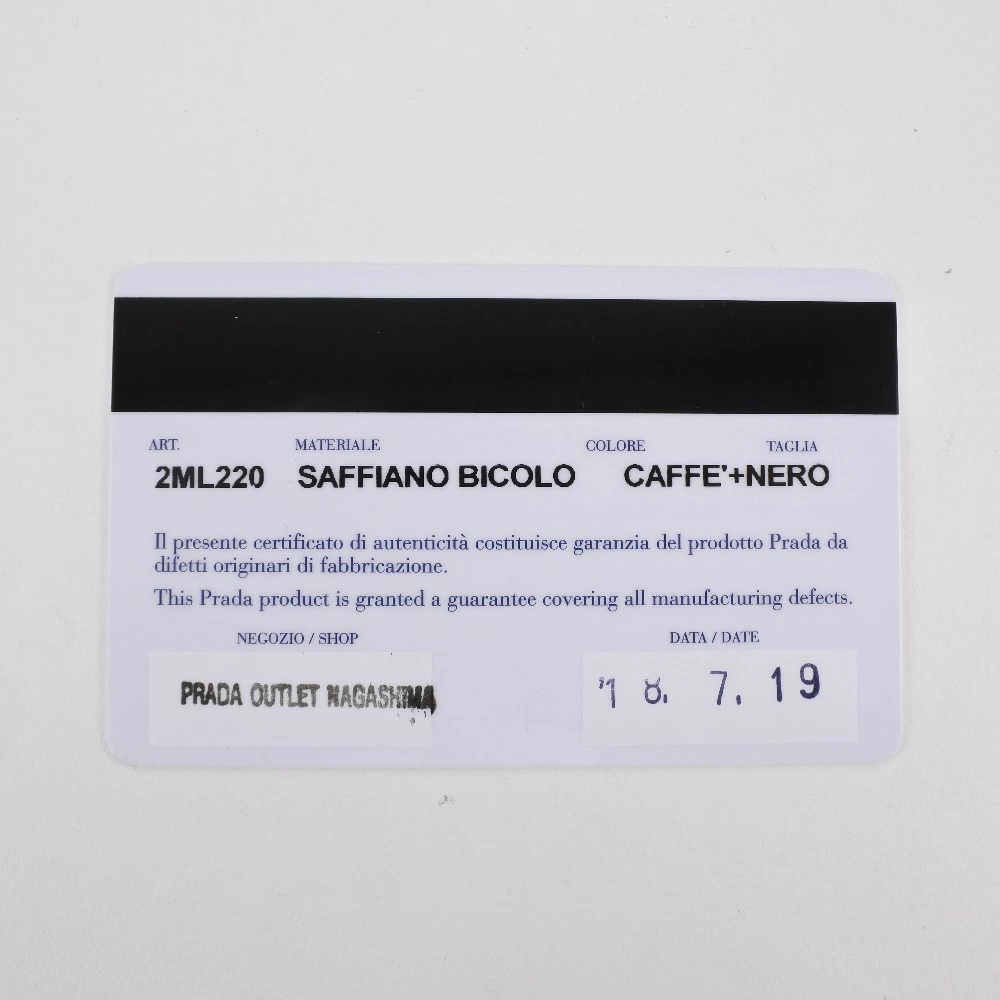 ART. MATERIALE COLORE TAGLIA
2ML220 SAFFIANO BICOLO CAFFE'+NERO
Il presente certificato di autenticità costituisce garanzia del prodotto Prada da
difetti originari di fabbricazione.
This Prada product is granted a guarantee covering all manufacturing defects.
NEGOZIO / SHOP DATA / DATE
PRADA OUTLET NAGASHIMA '18. 7. 19